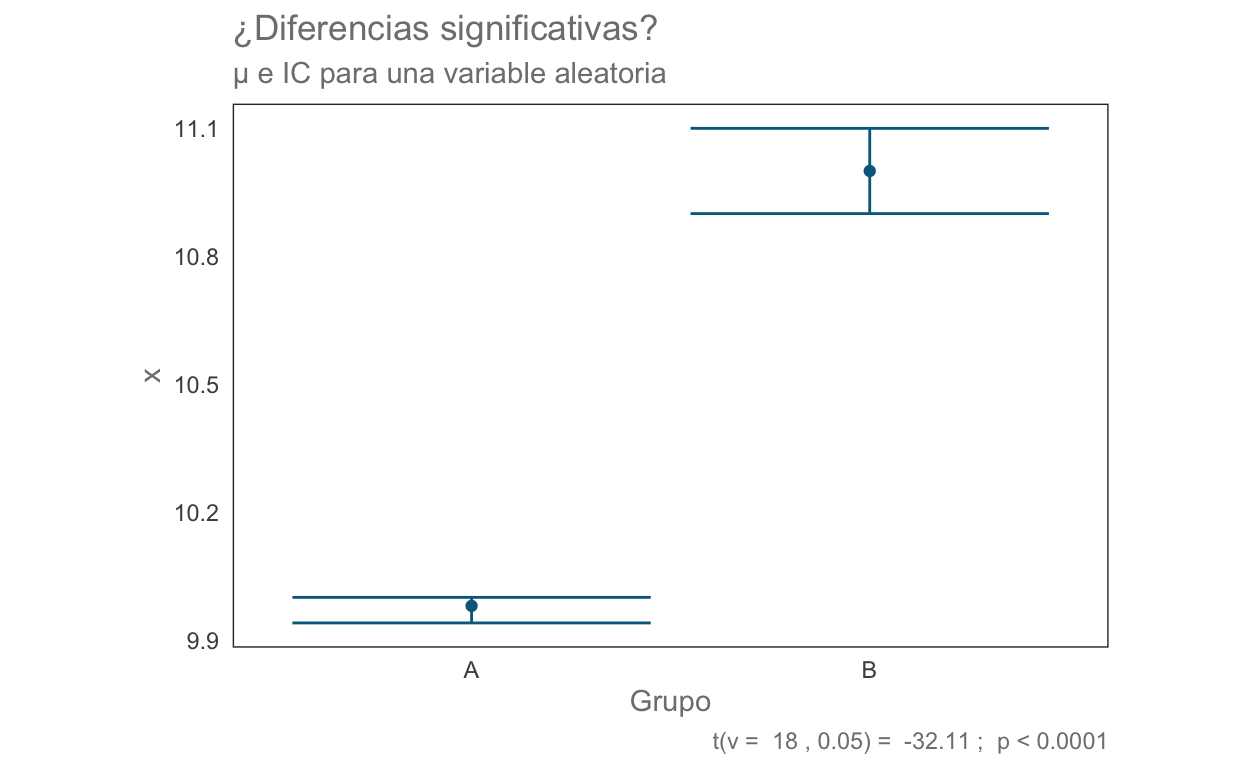 ¿Diferencias significativas?
μ e IC para una variable aleatoria
11.1
10.8
10.5
10.2
9.9
x
A B
Grupo
t(v =  18 , 0.05) =  -32.11 ;  p < 0.0001